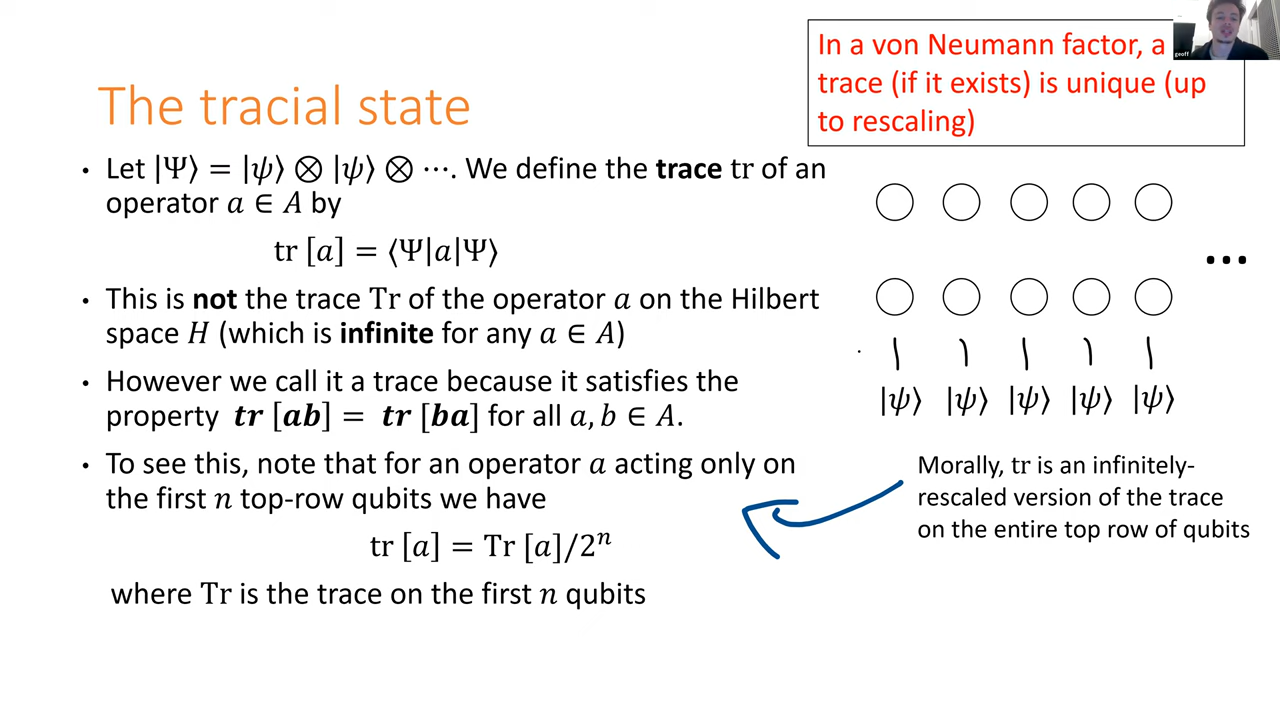 In a von Neumann factor, a
trace (if it exists) is unique (up
to rescaling)
geoff
The tracial state
• Let |Ψ⟩ = |ψ⟩ ⊗ |ψ⟩ ⊗ ⋯. We define the trace tr of an
operator 𝑎 ∈ 𝐴 by
tr [𝑎] = ⟨Ψ|𝑎|Ψ⟩
• This is not the trace Tr of the operator 𝑎 on the Hilbert
space 𝐻 (which is infinite for any 𝑎 ∈ 𝐴)
• However we call it a trace because it satisfies the
property 𝒕𝒓 [𝒂𝒃] = 𝒕𝒓 [𝒃𝒂] for all 𝑎, 𝑏 ∈ 𝐴.
• To see this, note that for an operator 𝑎 acting only on
the first 𝑛 top-row qubits we have
tr [𝑎] = Tr [𝑎]/2ⁿ
where Tr is the trace on the first 𝑛 qubits
...
|ψ⟩ |ψ⟩ |ψ⟩ |ψ⟩ |ψ⟩
Morally, tr is an infinitely-
rescaled version of the trace
on the entire top row of qubits